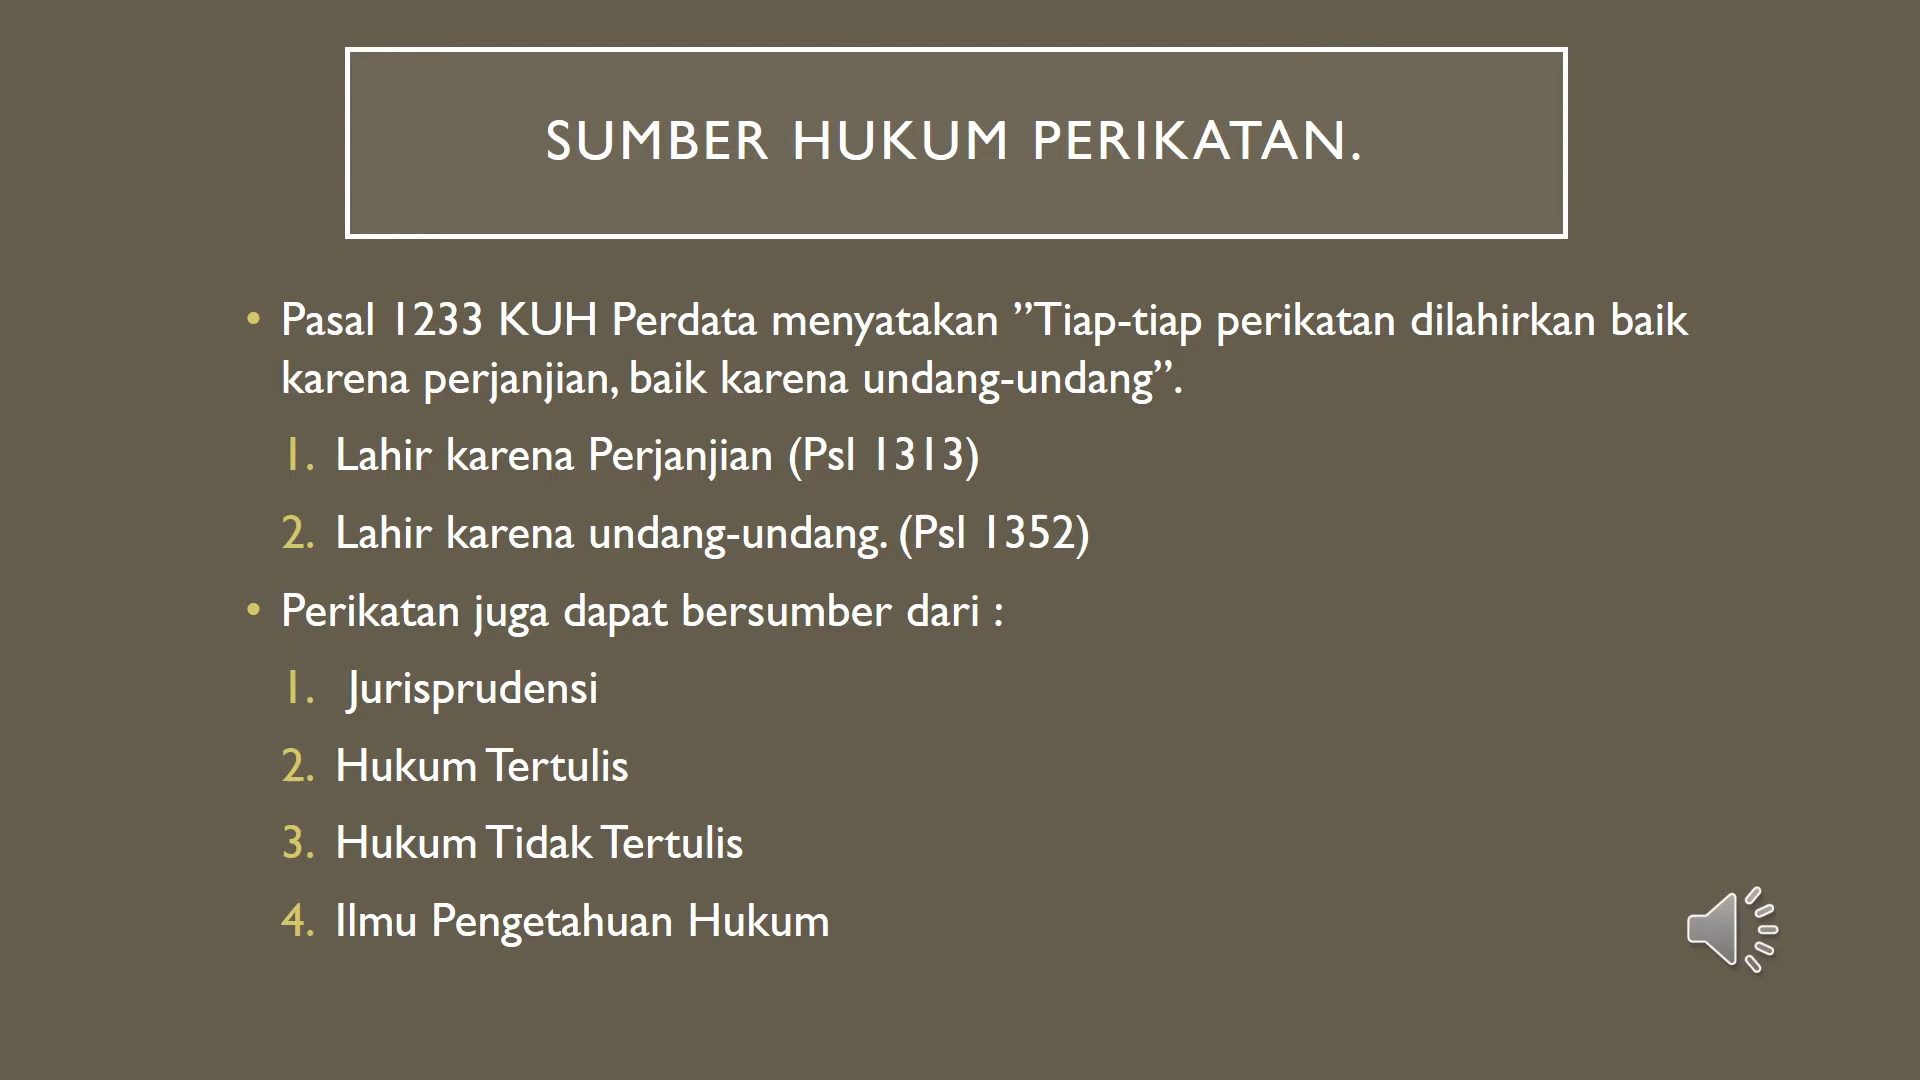 SUMBER HUKUM PERIKATAN.
• Pasal 1233 KUH Perdata menyatakan ”Tiap-tiap perikatan dilahirkan baik
karena perjanjian, baik karena undang-undang”.
1. Lahir karena Perjanjian (Psl 1313)
2. Lahir karena undang-undang. (Psl 1352)
• Perikatan juga dapat bersumber dari :
1. Jurisprudensi
2. Hukum Tertulis
3. Hukum Tidak Tertulis
4. Ilmu Pengetahuan Hukum